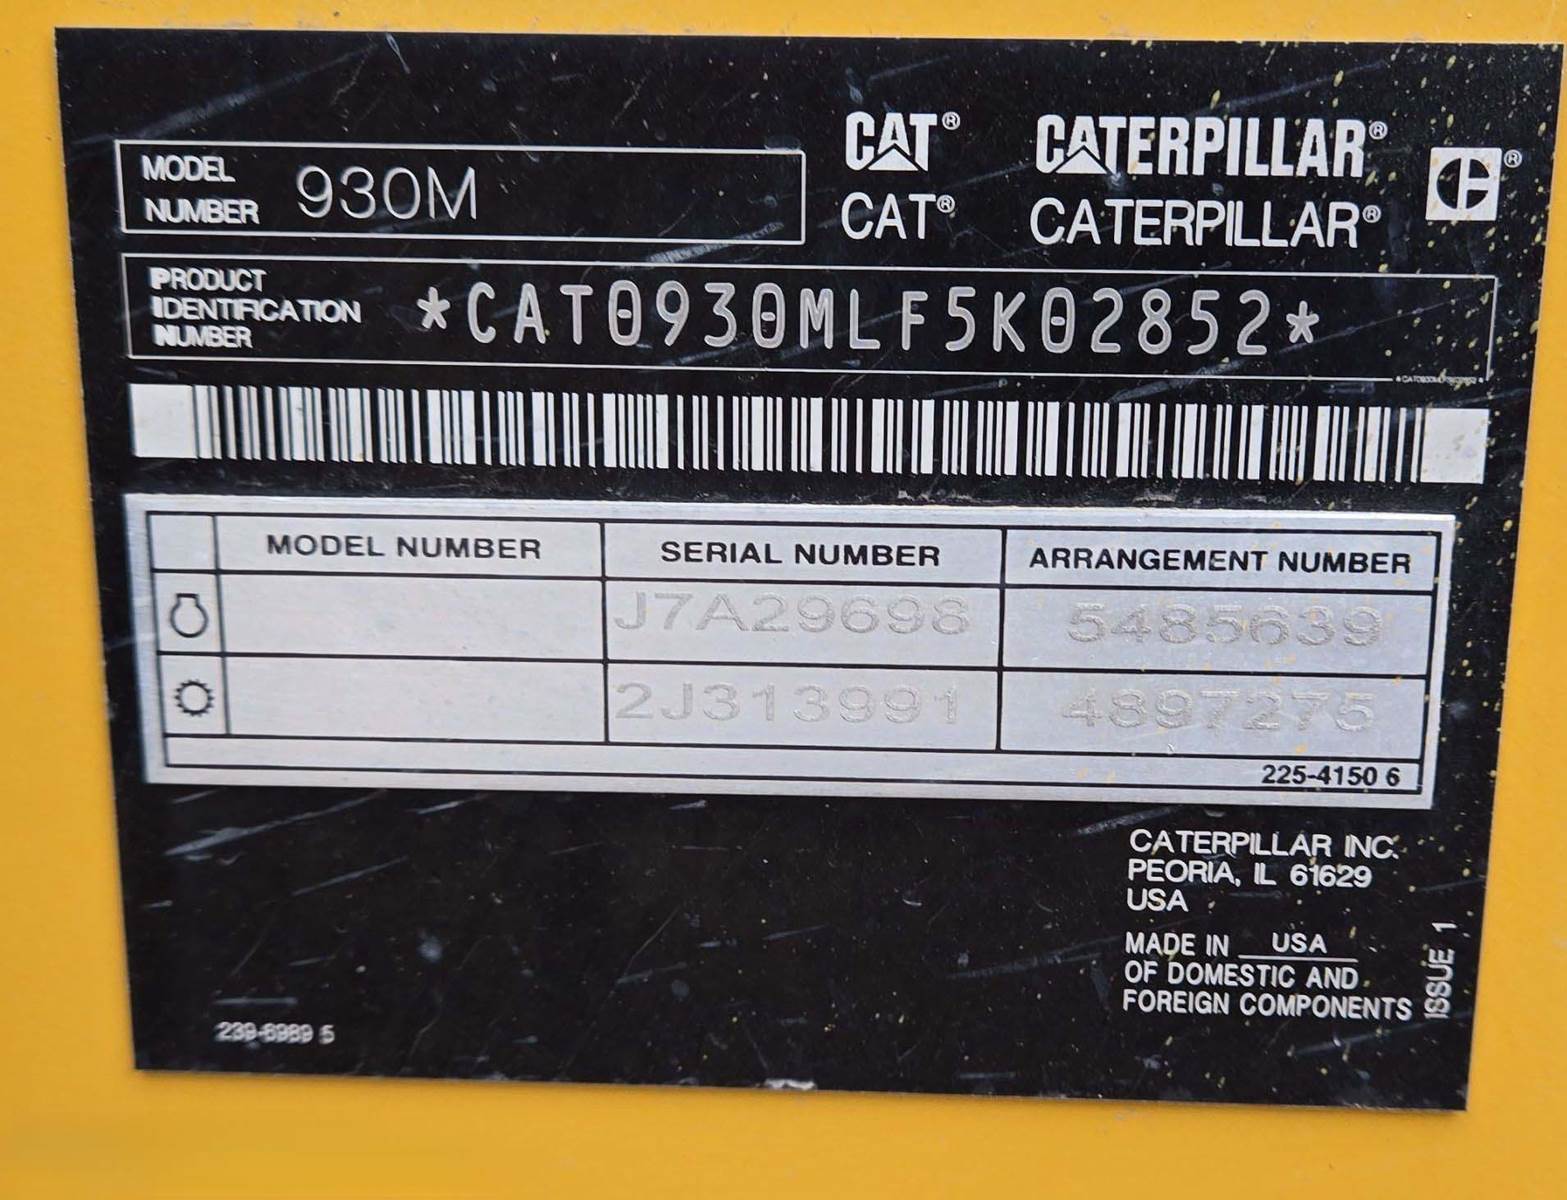 MODEL
NUMBER 930M
CAT® CATERPILLAR®
CAT® CATERPILLAR®
PRODUCT
IDENTIFICATION
NUMBER
*CAT0930MLF5K02852*
MODEL NUMBER SERIAL NUMBER ARRANGEMENT NUMBER
J7A29698 5485639
2J313991 4897275
225-4150 6
CATERPILLAR INC.
PEORIA, IL 61629
USA
MADE IN USA
OF DOMESTIC AND
FOREIGN COMPONENTS
ISSUE 1
239-6989 5